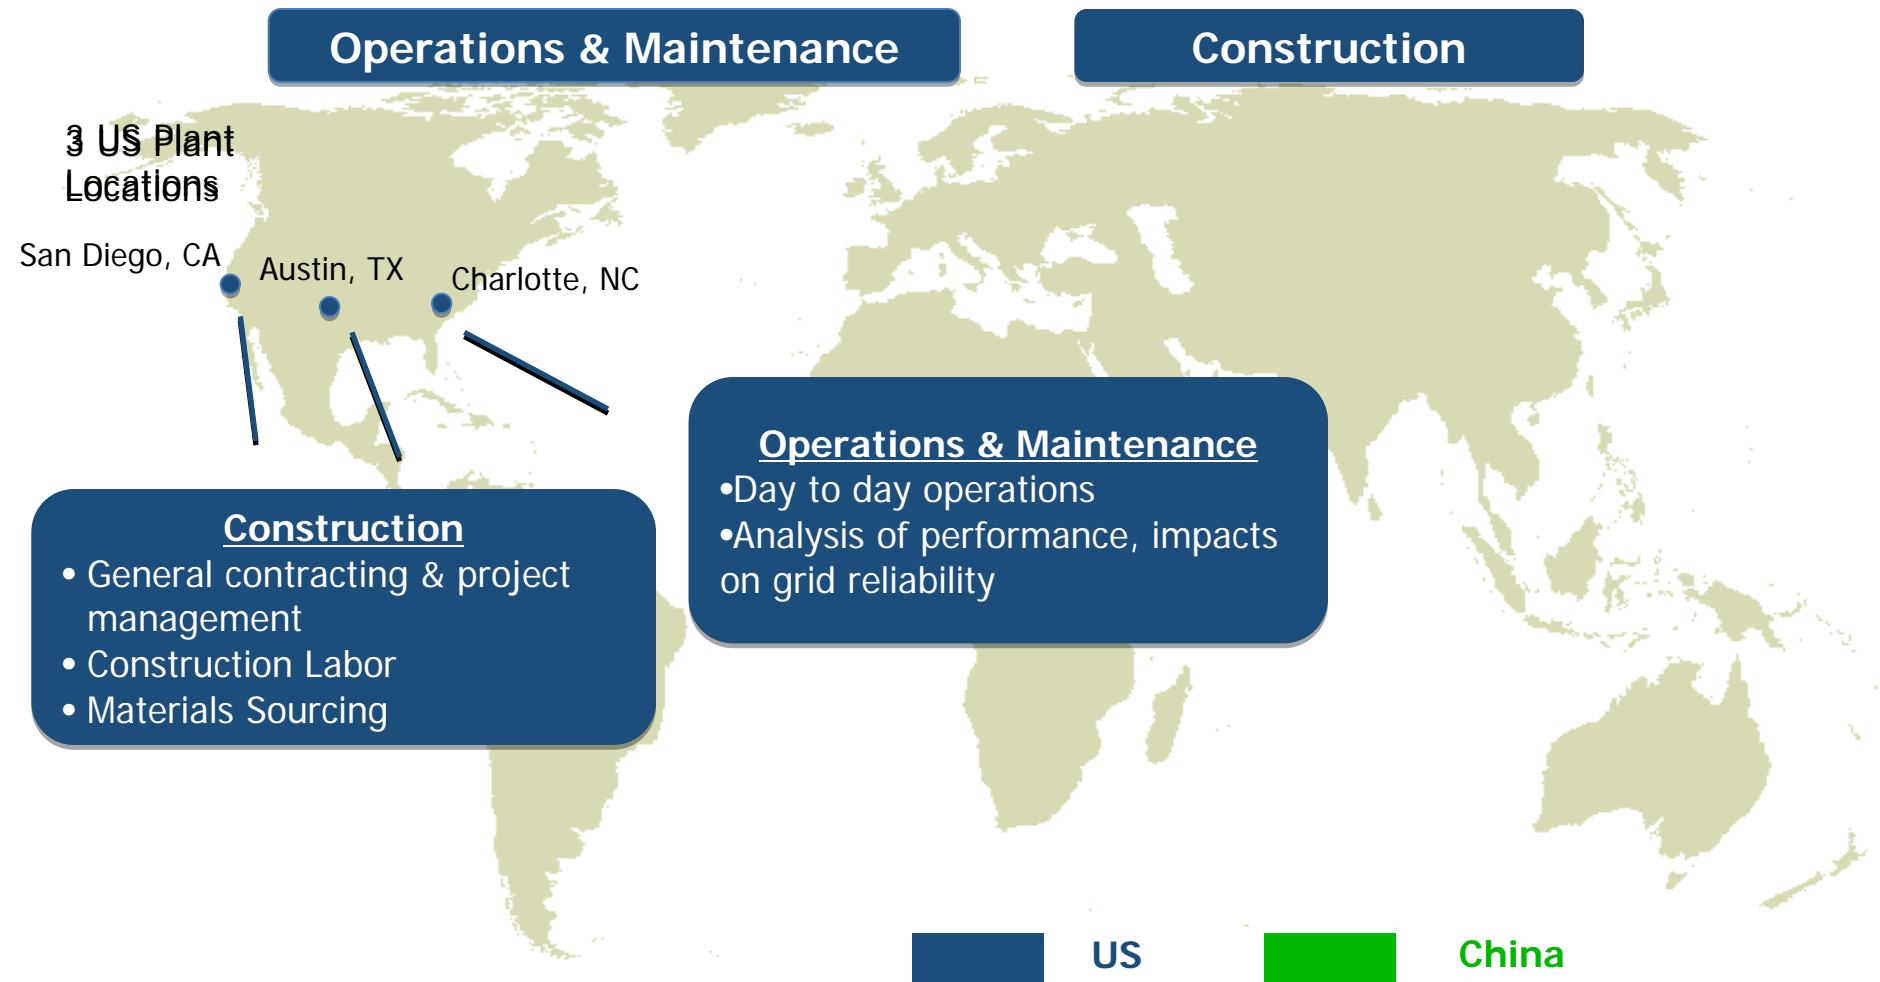 Operations & Maintenance
Construction
3 US Plant
Locations
San Diego, CA
Austin, TX
Charlotte, NC
Operations & Maintenance
•Day to day operations
•Analysis of performance, impacts
on grid reliability
Construction
• General contracting & project
management
• Construction Labor
• Materials Sourcing
US
China